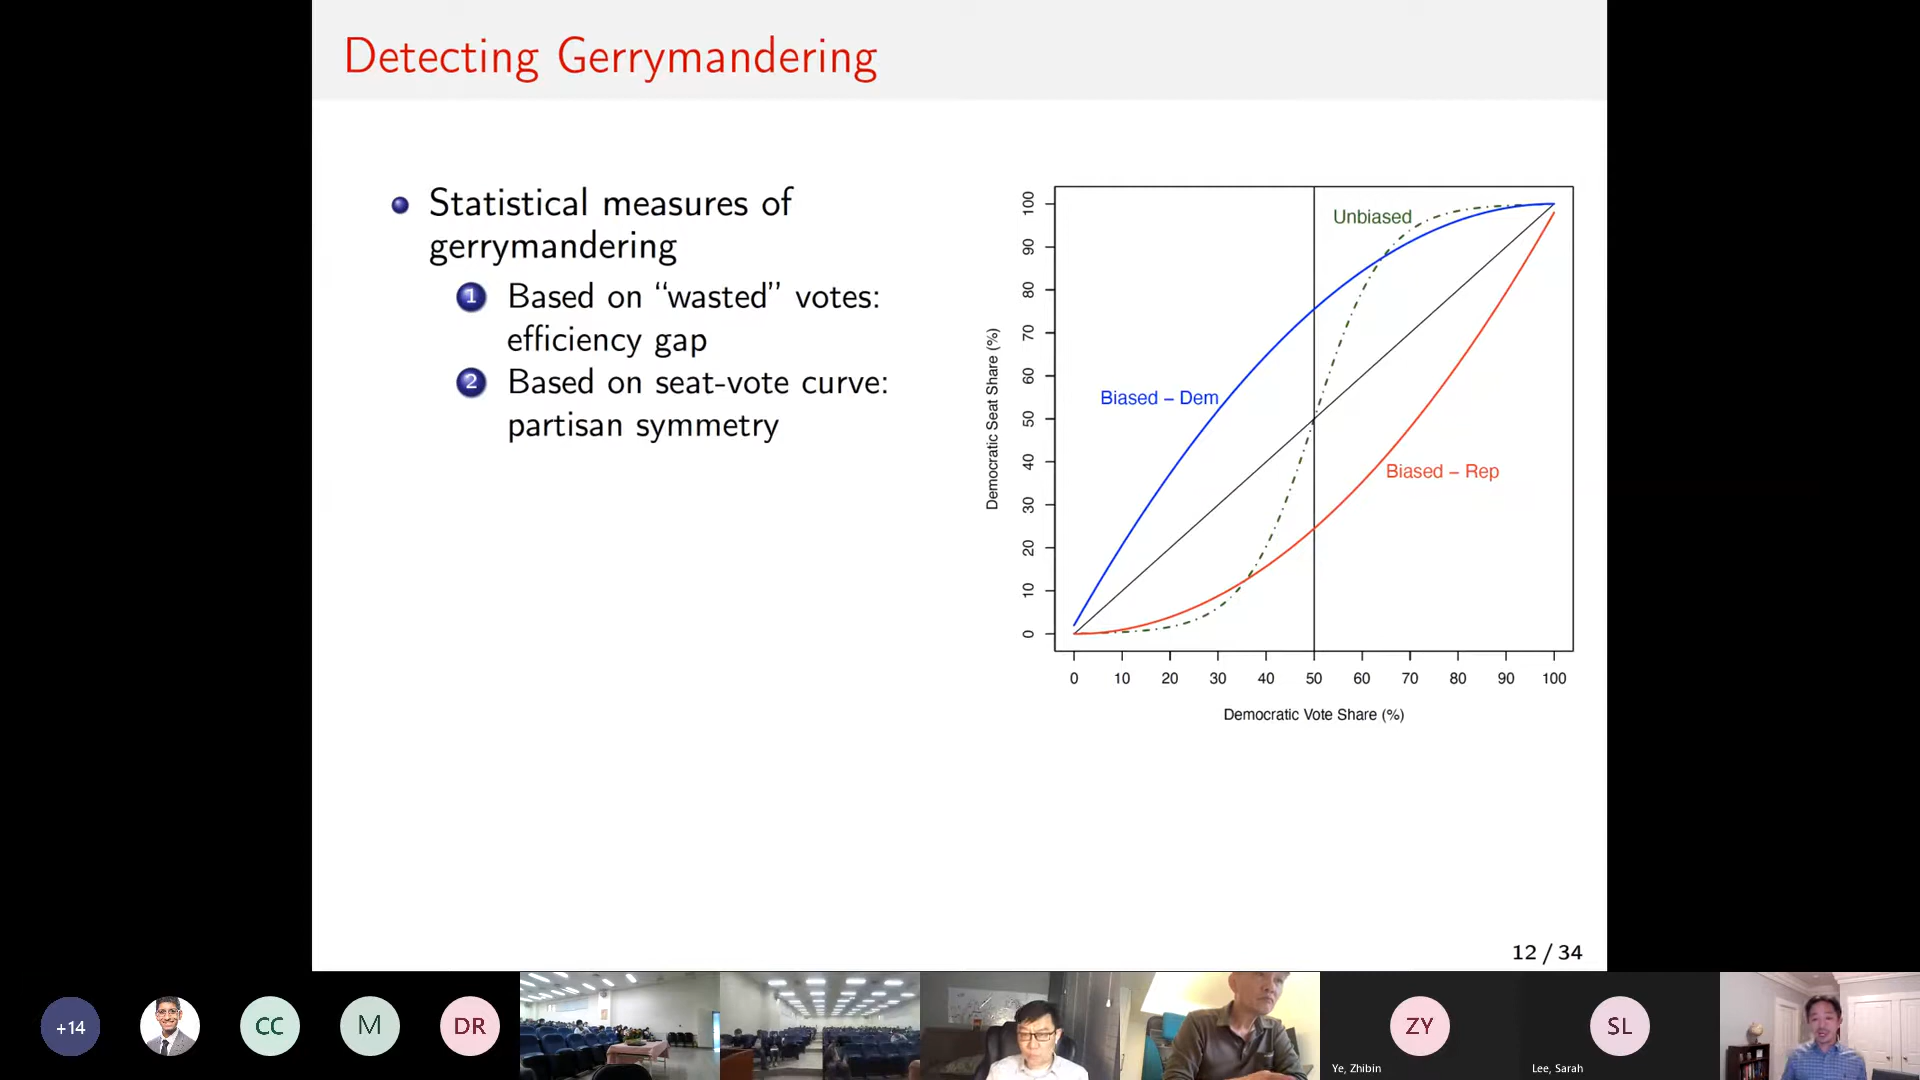 Detecting Gerrymandering
Statistical measures of
gerrymandering
1 Based on “wasted” votes:
efficiency gap
2 Based on seat-vote curve:
partisan symmetry
Democratic Seat Share (%)
100
90
80
70
60
50
40
30
20
10
0
Unbiased
Biased – Dem
Biased – Rep
0 10 20 30 40 50 60 70 80 90 100
Democratic Vote Share (%)
12 / 34
+14 CC M DR ZY SL
Ye, Zhibin Lee, Sarah